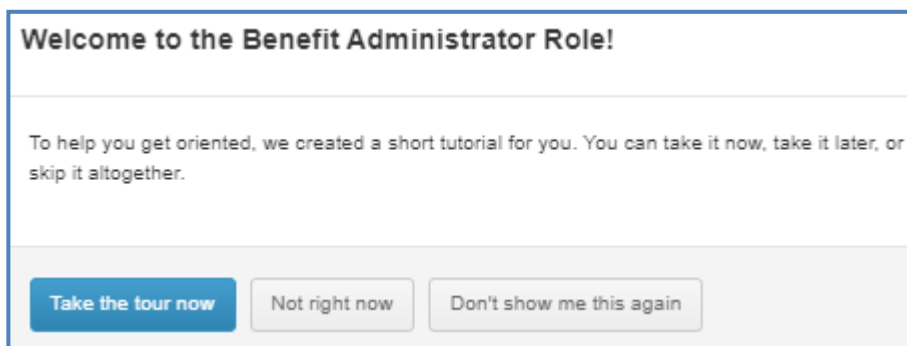 Welcome to the Benefit Administrator Role!
To help you get oriented, we created a short tutorial for you. You can take it now, take it later, or
skip it altogether.
Take the tour now Not right now Don't show me this again